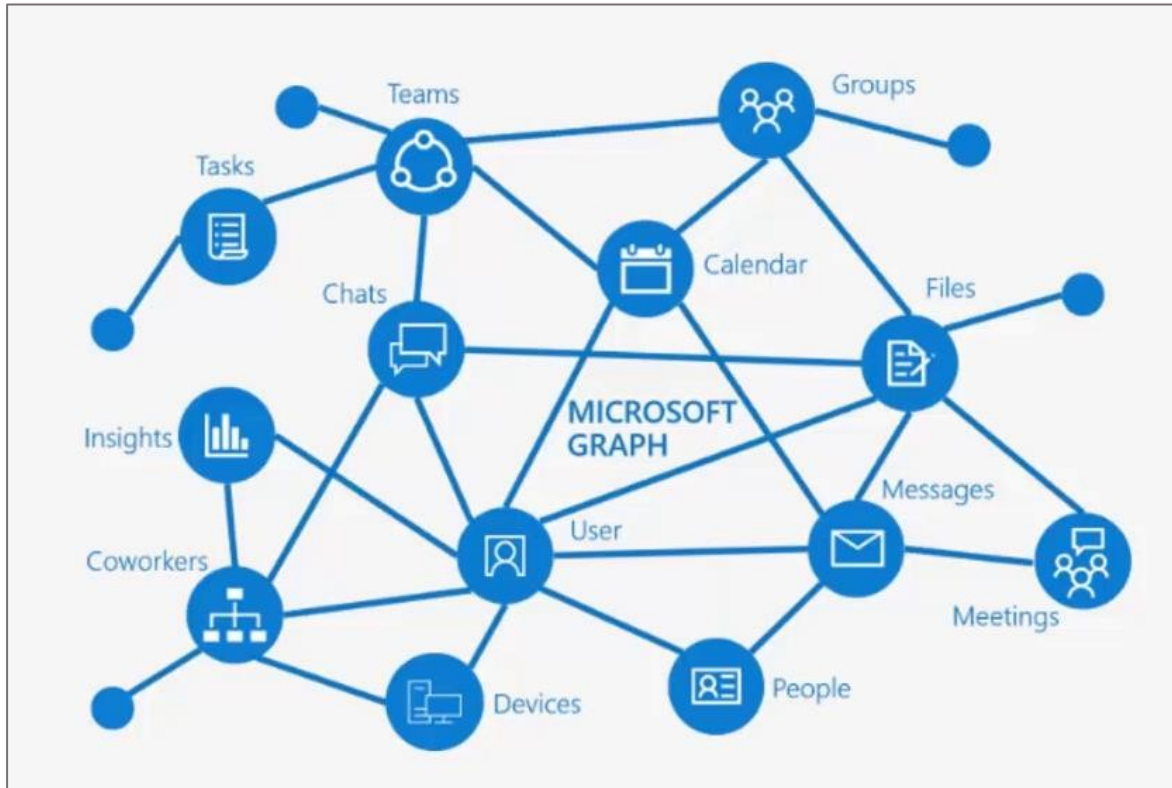 Teams
Groups
Tasks
Calendar
Chats
Files
MICROSOFT
GRAPH
Insights
Messages
User
Coworkers
Meetings
People
Devices